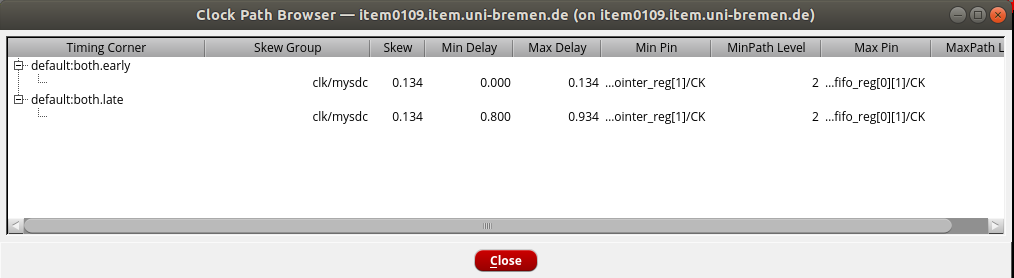 Clock Path Browser — item0109.item.uni-bremen.de (on item0109.item.uni-bremen.de)
Timing Corner Skew Group Skew Min Delay Max Delay Min Pin MinPath Level Max Pin MaxPath L
default:both.early
clk/mysdc 0.134 0.000 0.134 ...ointer_reg[1]/CK 2 ...fifo_reg[0][1]/CK
default:both.late
clk/mysdc 0.134 0.800 0.934 ...ointer_reg[1]/CK 2 ...fifo_reg[0][1]/CK
Close